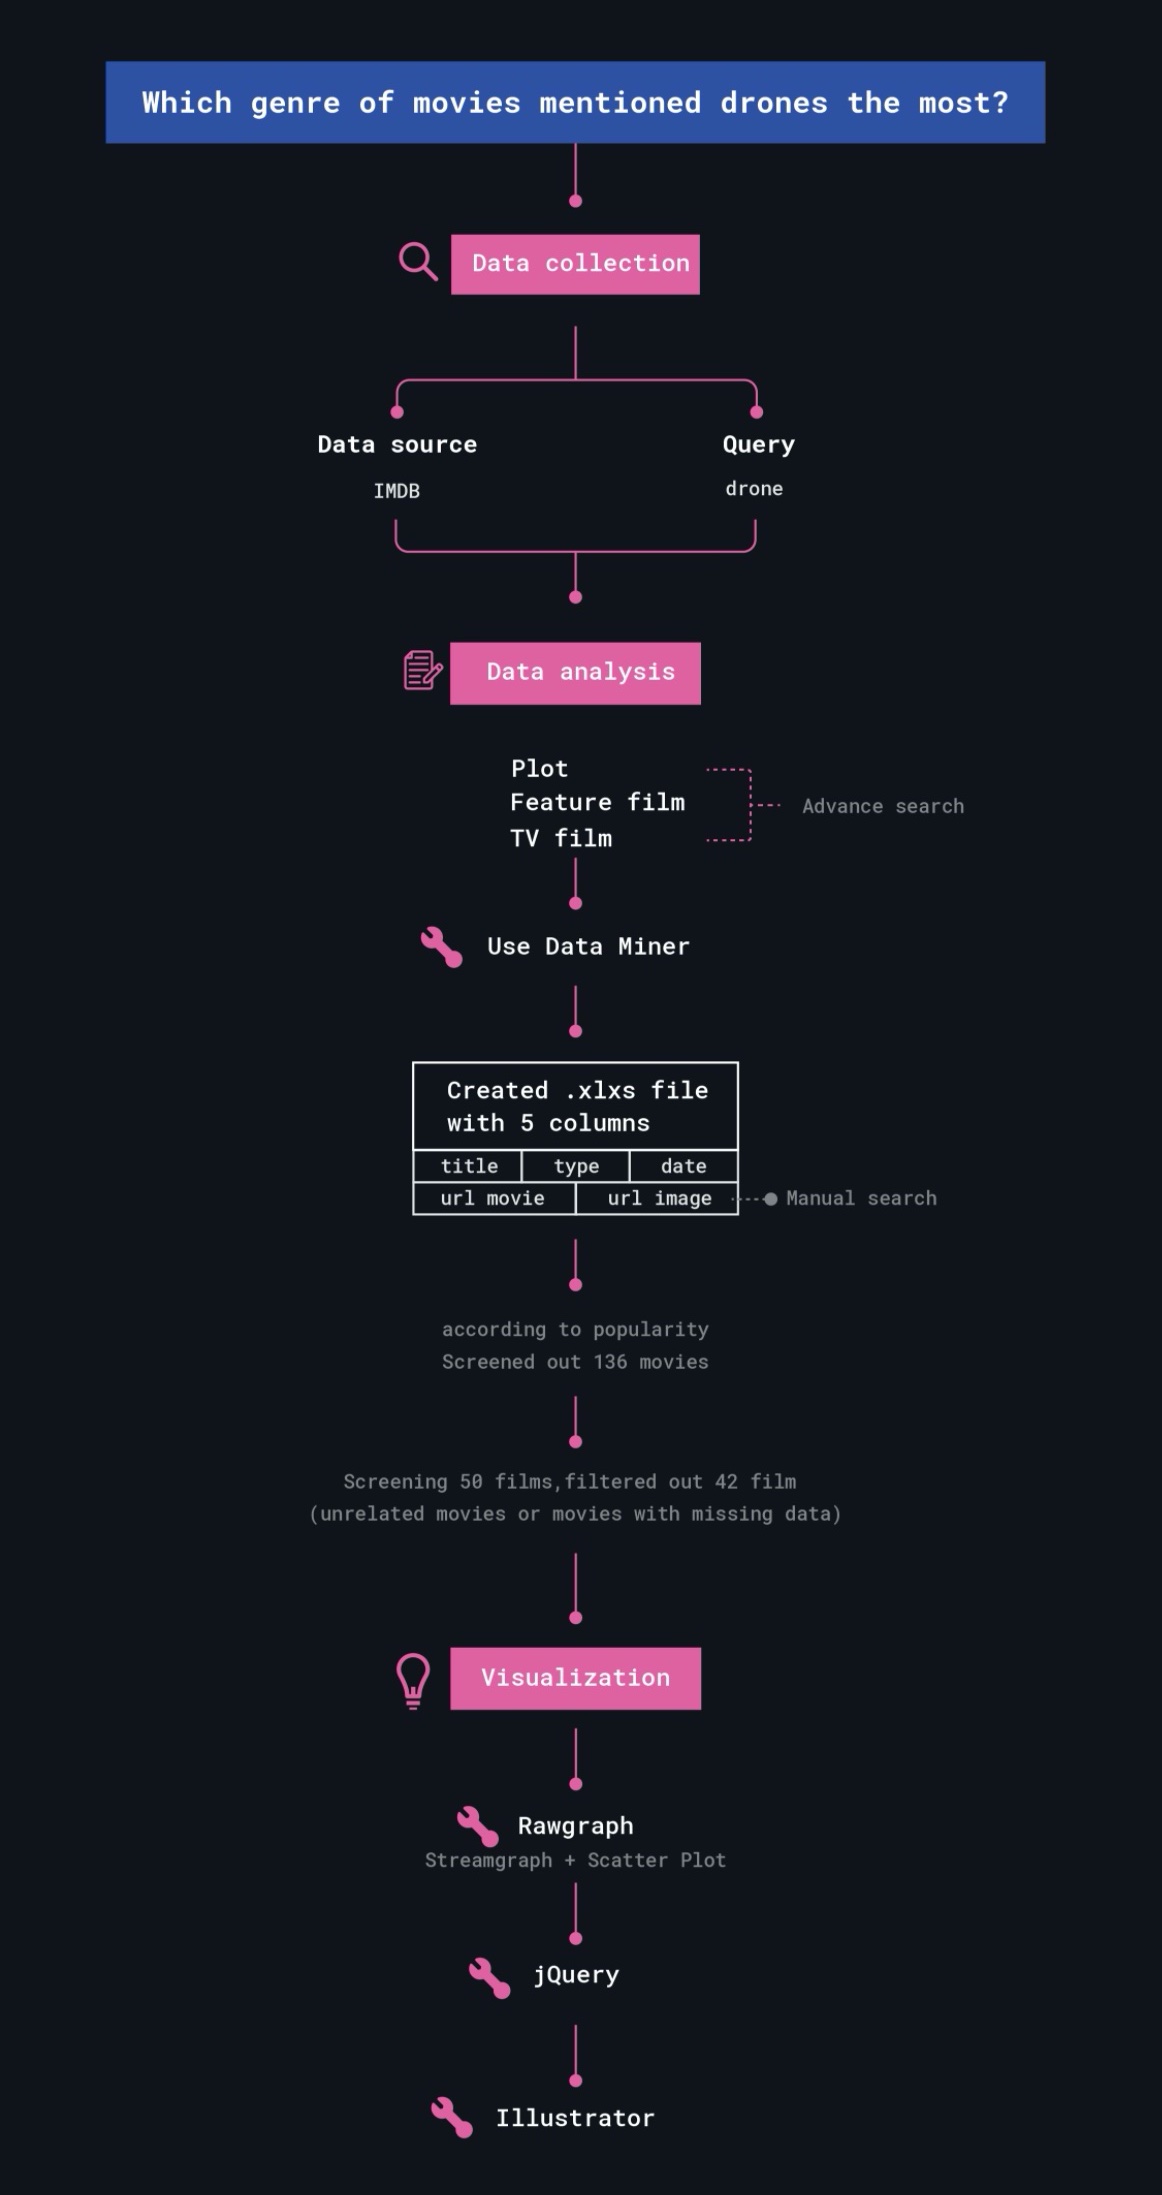 Which genre of movies mentioned drones the most?
Data collection
Data source
IMDB
Query
drone
Data analysis
Plot
Feature film
TV film
Advance search
Use Data Miner
Created .xlxs file
with 5 columns
title type date
url movie url image
Manual search
according to popularity
Screened out 136 movies
Screening 50 films,filtered out 42 film
(unrelated movies or movies with missing data)
Visualization
Rawgraph
Streamgraph + Scatter Plot
jQuery
Illustrator